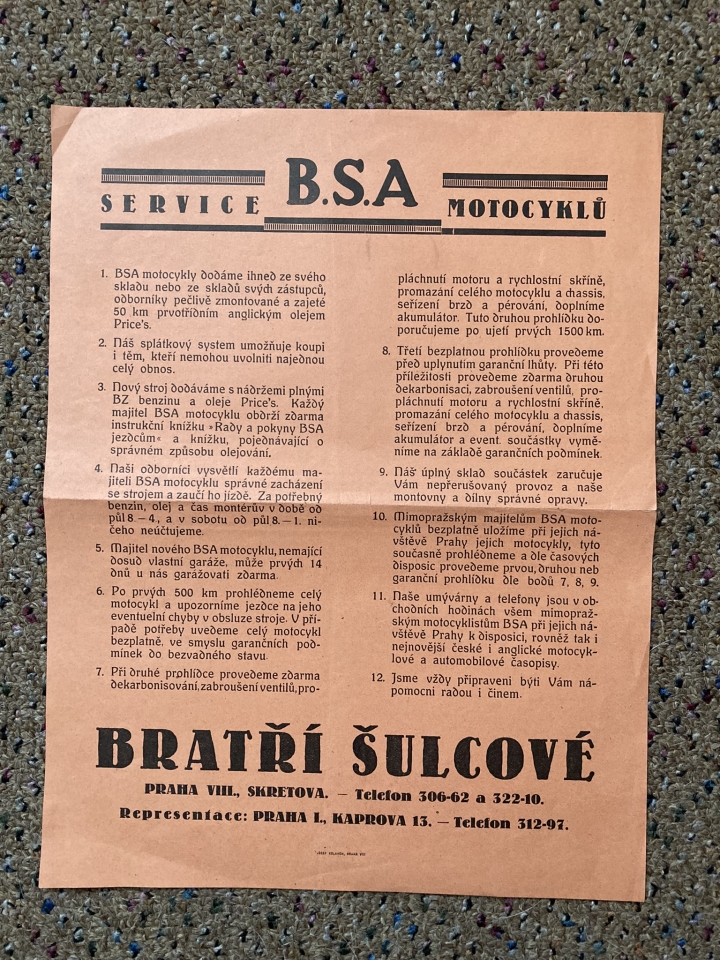 SERVICE B.S.A MOTOCYKLŮ
1. BSA motocykly dodáme ihned ze svého
skladu nebo ze skladů svých zástupců,
odborníky pečlivě zmontované a zajeté
50 km prvotřídním anglickým olejem
Price's.
2. Náš splátkový system umožňuje koupi
i těm, kteří nemohou uvolniti najednou
celý obnos.
3. Nový stroj dodáváme s nádržemi plnými
BZ benzinu a oleje Price's. Každý
majitel BSA motocyklu obdrží zdarma
instrukční knížku »Rady a pokyny BSA
jezdcům« a knížku, pojednávající o
správném způsobu olejování.
4. Naši odborníci vysvětlí každému ma-
jiteli BSA motocyklu správné zacházení
se strojem a zaučí ho jízdě. Za potřebný
benzin, olej a čas montérův v době od
půl 8. – 4., a v sobotu od půl 8. – 1. ni-
čeho neúčtujeme.
5. Majitel nového BSA motocyklu, nemající
dosud vlastní garáže, může prvých 14
dnů u nás garážovati zdarma.
6. Po prvých 500 km prohlédneme celý
motocykl a upozorníme jezdce na jeho
eventuelní chyby v obsluze stroje. V pří-
padě potřeby uvedeme celý motocykl
bezplatně, ve smyslu garančních pod-
mínek do bezvadného stavu.
7. Při druhé prohlídce provedeme zdarma
dekarbonisování, zabroušení ventilů, pro-
pláchnutí motoru a rychlostní skříně,
promazání celého motocyklu a chassis,
seřízení brzd a pérování, doplníme
akumulátor. Tuto druhou prohlídku do-
poručujeme po ujetí prvých 1500 km.
8. Třetí bezplatnou prohlídku provedeme
před uplynutím garanční lhůty. Při této
příležitosti provedeme zdarma druhou
dekarbonisaci, zabroušení ventilů, pro-
pláchnutí motoru a rychlostní skříně,
promazání celého motocyklu a chassis,
seřízení brzd a pérování, doplníme
akumulátor a event. součástky vymě-
níme na základě garančních podmínek.
9. Náš úplný sklad součástek zaručuje
Vám nepřerušovaný provoz a naše
montovny a dílny správné opravy.
10. Mimopražským majitelům BSA moto-
cyklů bezplatně uložíme při jejich ná-
vštěvě Prahy jejich motocykly, tyto
současně prohlédneme a dle časových
disposic provedeme prvou, druhou neb
garanční prohlídku dle bodů 7, 8, 9.
11. Naše umývárny a telefony jsou v ob-
chodních hodinách všem mimopraž-
ským motocyklistům BSA při jejich ná-
vštěvě Prahy k disposici, rovněž tak i
nejnovější české i anglické motocyk-
lové a automobilové časopisy.
12. Jsme vždy připraveni býti Vám ná-
pomocni radou i činem.
BRATŘÍ ŠULCOVÉ
PRAHA VIII., SKRETOVA. — Telefon 306-62 a 322-10.
Representace: PRAHA I., KAPROVA 13. — Telefon 312-97.